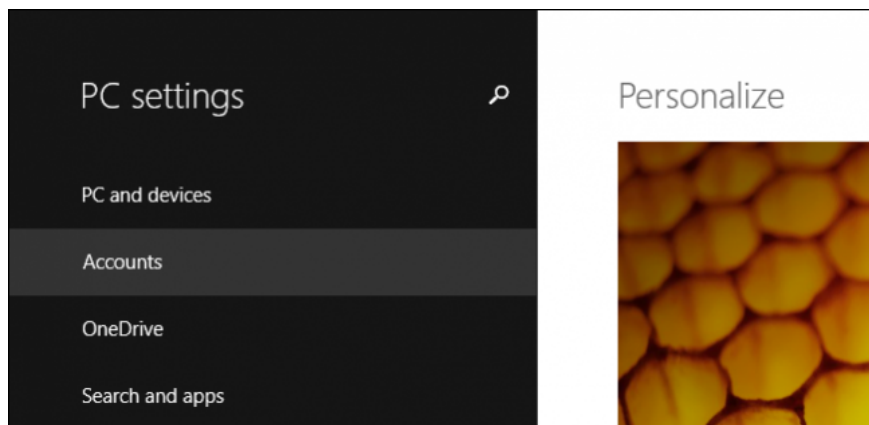 PC settings
Personalize
PC and devices
Accounts
OneDrive
Search and apps